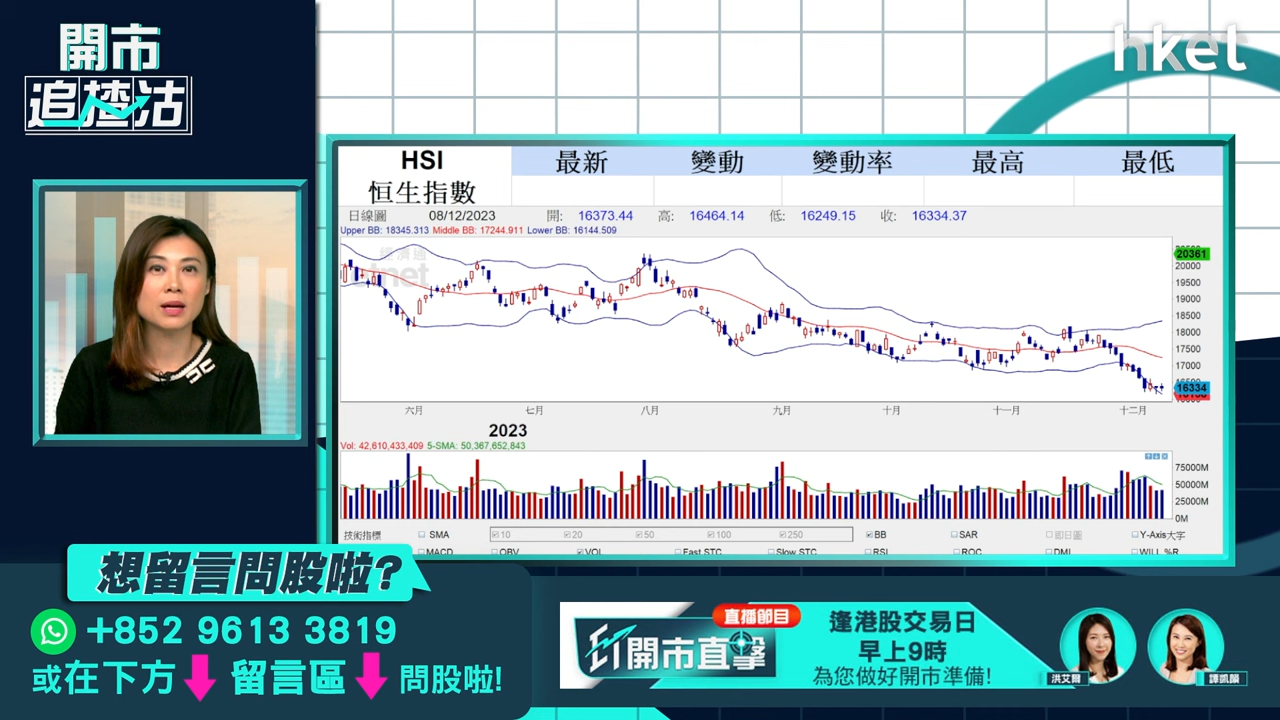 開市
追揸沽
hket
HSI
恒生指數
最新 變動 變動率 最高 最低
日線圖 08/12/2023 開: 16373.44 高: 16464.14 低: 16249.15 收: 16334.37
Upper BB: 18345.313 Middle BB: 17244.911 Lower BB: 16144.509
經濟通
20361
20000
19500
19000
18500
18000
17500
17000
16334
六月 七月 八月 九月 十月 十一月 十二月
2023
Vol: 42,610,433,409 5-SMA: 50,367,652,843
75000M
50000M
25000M
0M
技術指標 SMA 10 20 50 100 250 BB SAR 即日圖 Y-Axis大字
MACD OBV VOL Fast STC Slow STC RSI ROC DMI WILL %R
想留言問股啦?
+852 9613 3819
或在下方 留言區 問股啦!
直播節目
開市直擊
逢港股交易日
早上9時
為您做好開市準備!
洪艾爾
譚凱韻